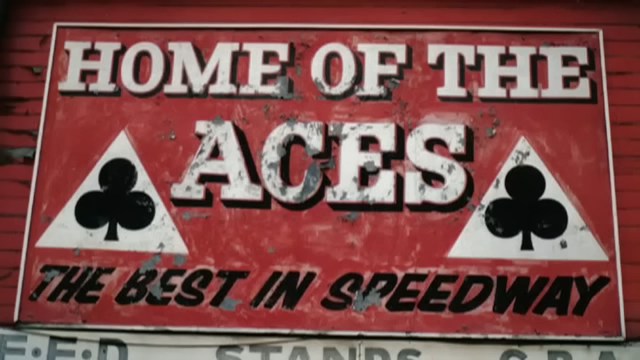 HOME OF THE
ACES
THE BEST IN SPEEDWAY
STANDS